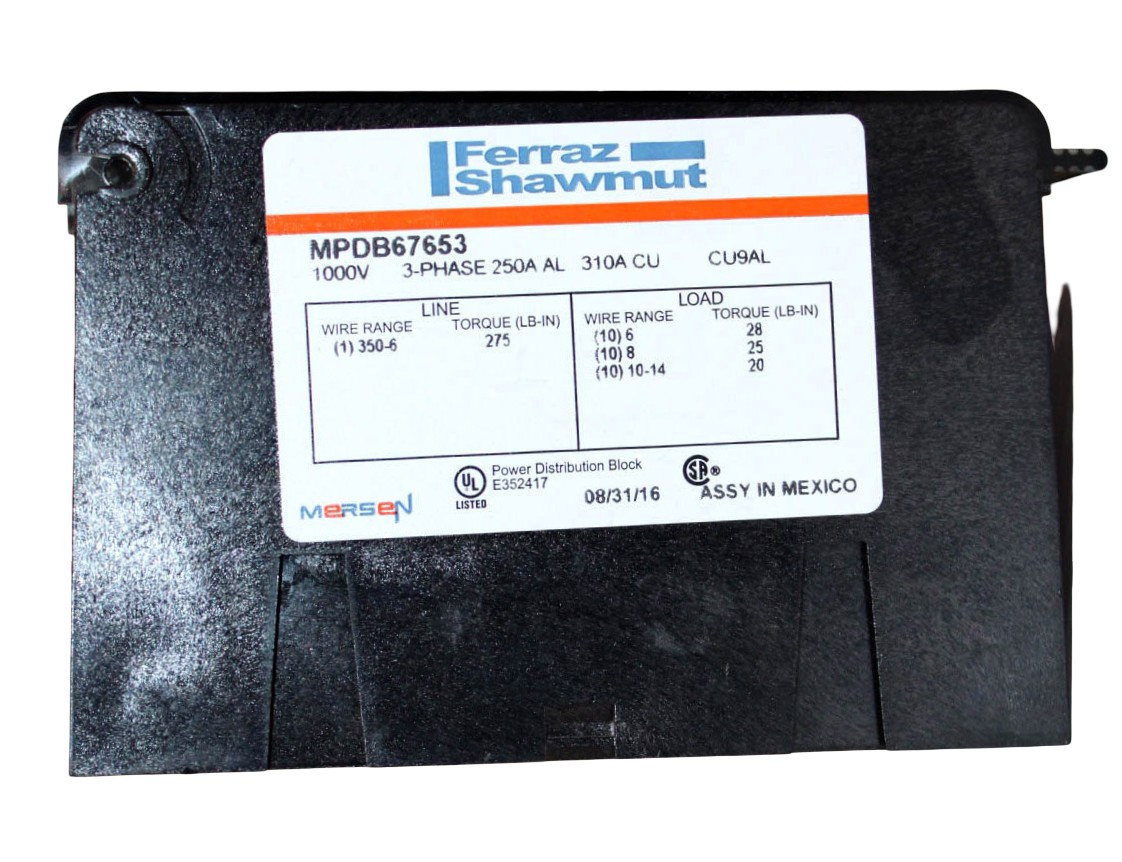 Ferraz
Shawmut
MPDB67653
1000V 3-PHASE 250A AL 310A CU CU9AL
LINE
WIRE RANGE TORQUE (LB-IN)
(1) 350-6 275
LOAD
WIRE RANGE TORQUE (LB-IN)
(10) 6 28
(10) 8 25
(10) 10-14 20
MERSEN
UL
LISTED
Power Distribution Block
E352417
08/31/16
SA®
ASSY IN MEXICO